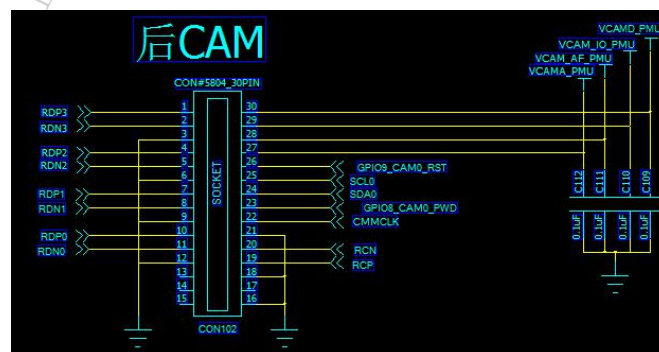 后CAM
VCAMD_PMU
VCAM_IO_PMU
VCAM_AF_PMU
VCAMA_PMU
CON#5804_30PIN
RDP3 1 30
RDN3 2 29
3 28
RDP2 4 27
RDN2 5 26 GPIO9_CAM0_RST
6 25 SCL0
RDP1 7 24 SDA0
RDN1 8 23 GPIO8_CAM0_PWD
9 22 CMMCLK
RDP0 10 21
RDN0 11 20 RCN
12 19 RCP
13 18
14 17
15 16
SOCKET
CON102
C112 C111 C110 C109
0.1uF 0.1uF 0.1uF 0.1uF